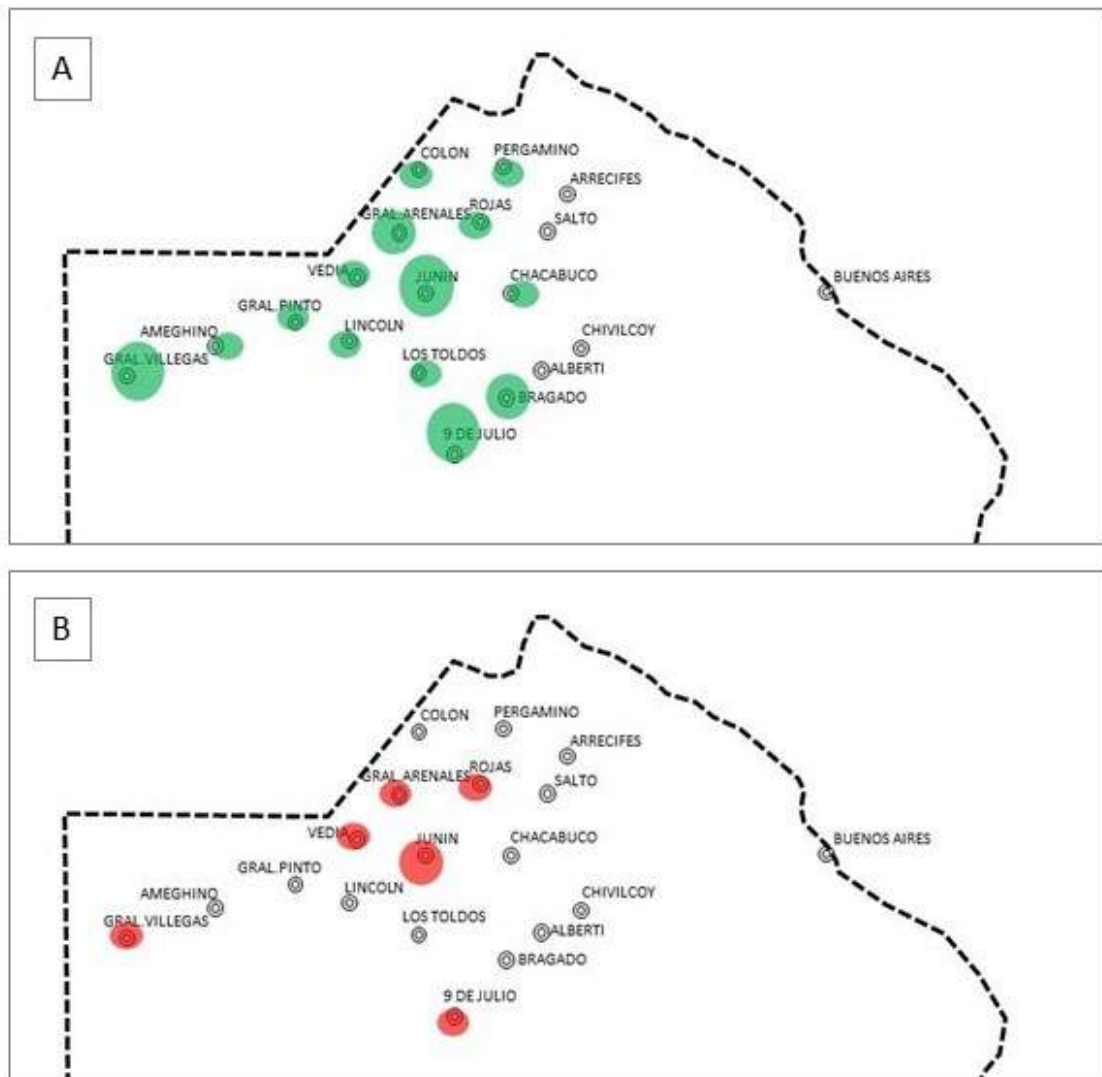 A
COLON
PERGAMINO
ARRECIFES
GRAL.ARENALES
ROJAS
SALTO
VEDIA
JUNIN
CHACABUCO
BUENOS AIRES
GRAL.PINTO
AMEGHINO
LINCOLN
CHIVILCOY
GRAL.VILLEGAS
LOS TOLDOS
ALBERTI
BRAGADO
9 DE JULIO
B
COLON
PERGAMINO
ARRECIFES
GRAL.ARENALES
ROJAS
SALTO
VEDIA
JUNIN
CHACABUCO
BUENOS AIRES
GRAL.PINTO
AMEGHINO
LINCOLN
CHIVILCOY
GRAL.VILLEGAS
LOS TOLDOS
ALBERTI
BRAGADO
9 DE JULIO